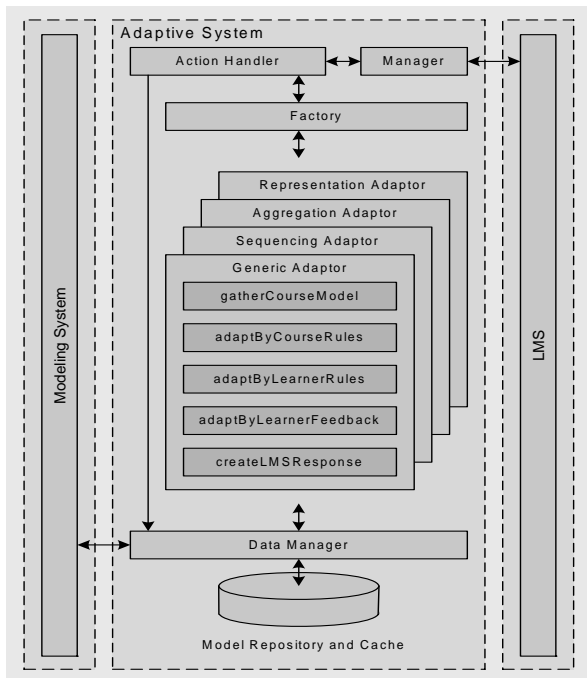 Adaptive System
Action Handler
Manager
Factory
Representation Adaptor
Aggregation Adaptor
Sequencing Adaptor
Generic Adaptor
gatherCourseModel
adaptByCourseRules
adaptByLearnerRules
adaptByLearnerFeedback
createLMSResponse
Data Manager
Model Repository and Cache
Modeling System
LMS